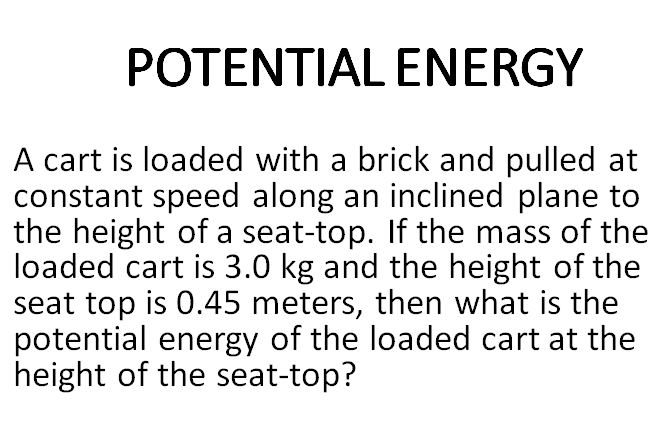 POTENTIAL ENERGY
A cart is loaded with a brick and pulled at
constant speed along an inclined plane to
the height of a seat-top. If the mass of the
loaded cart is 3.0 kg and the height of the
seat top is 0.45 meters, then what is the
potential energy of the loaded cart at the
height of the seat-top?